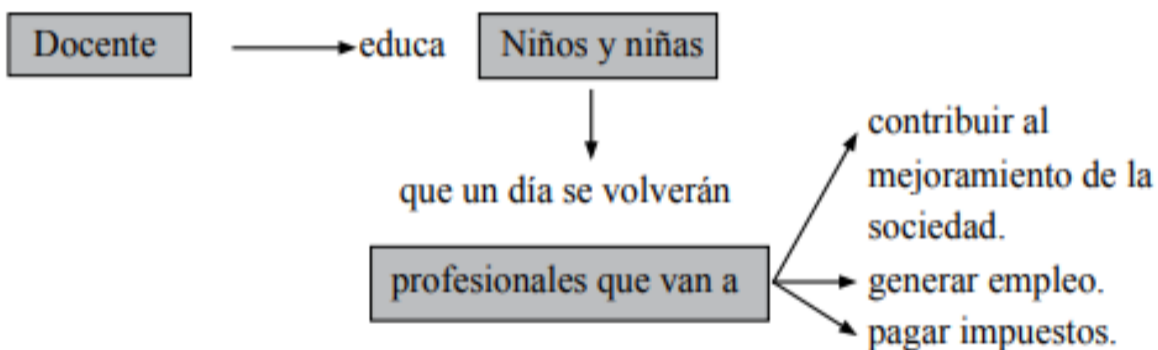 Docente educa Niños y niñas
que un día se volverán
profesionales que van a
contribuir al
mejoramiento de la
sociedad.
generar empleo.
pagar impuestos.